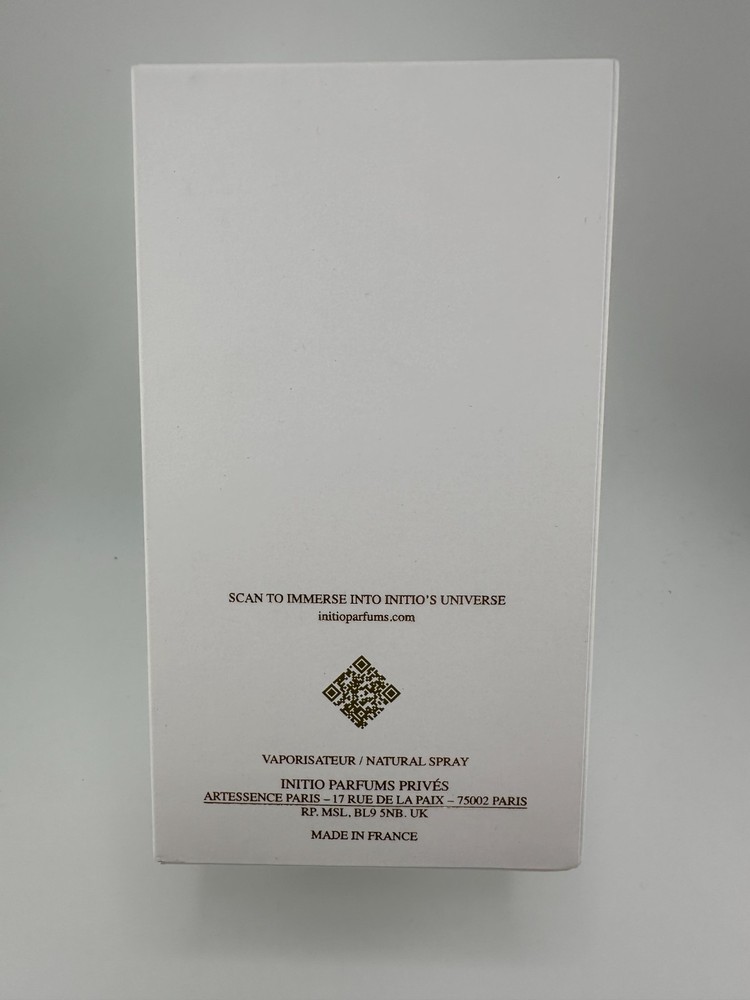 SCAN TO IMMERSE INTO INITIO'S UNIVERSE
initioparfums.com
VAPORISATEUR / NATURAL SPRAY
INITIO PARFUMS PRIVÉS
ARTESSENCE PARIS – 17 RUE DE LA PAIX – 75002 PARIS
RP. MSL, BL9 5NB. UK
MADE IN FRANCE